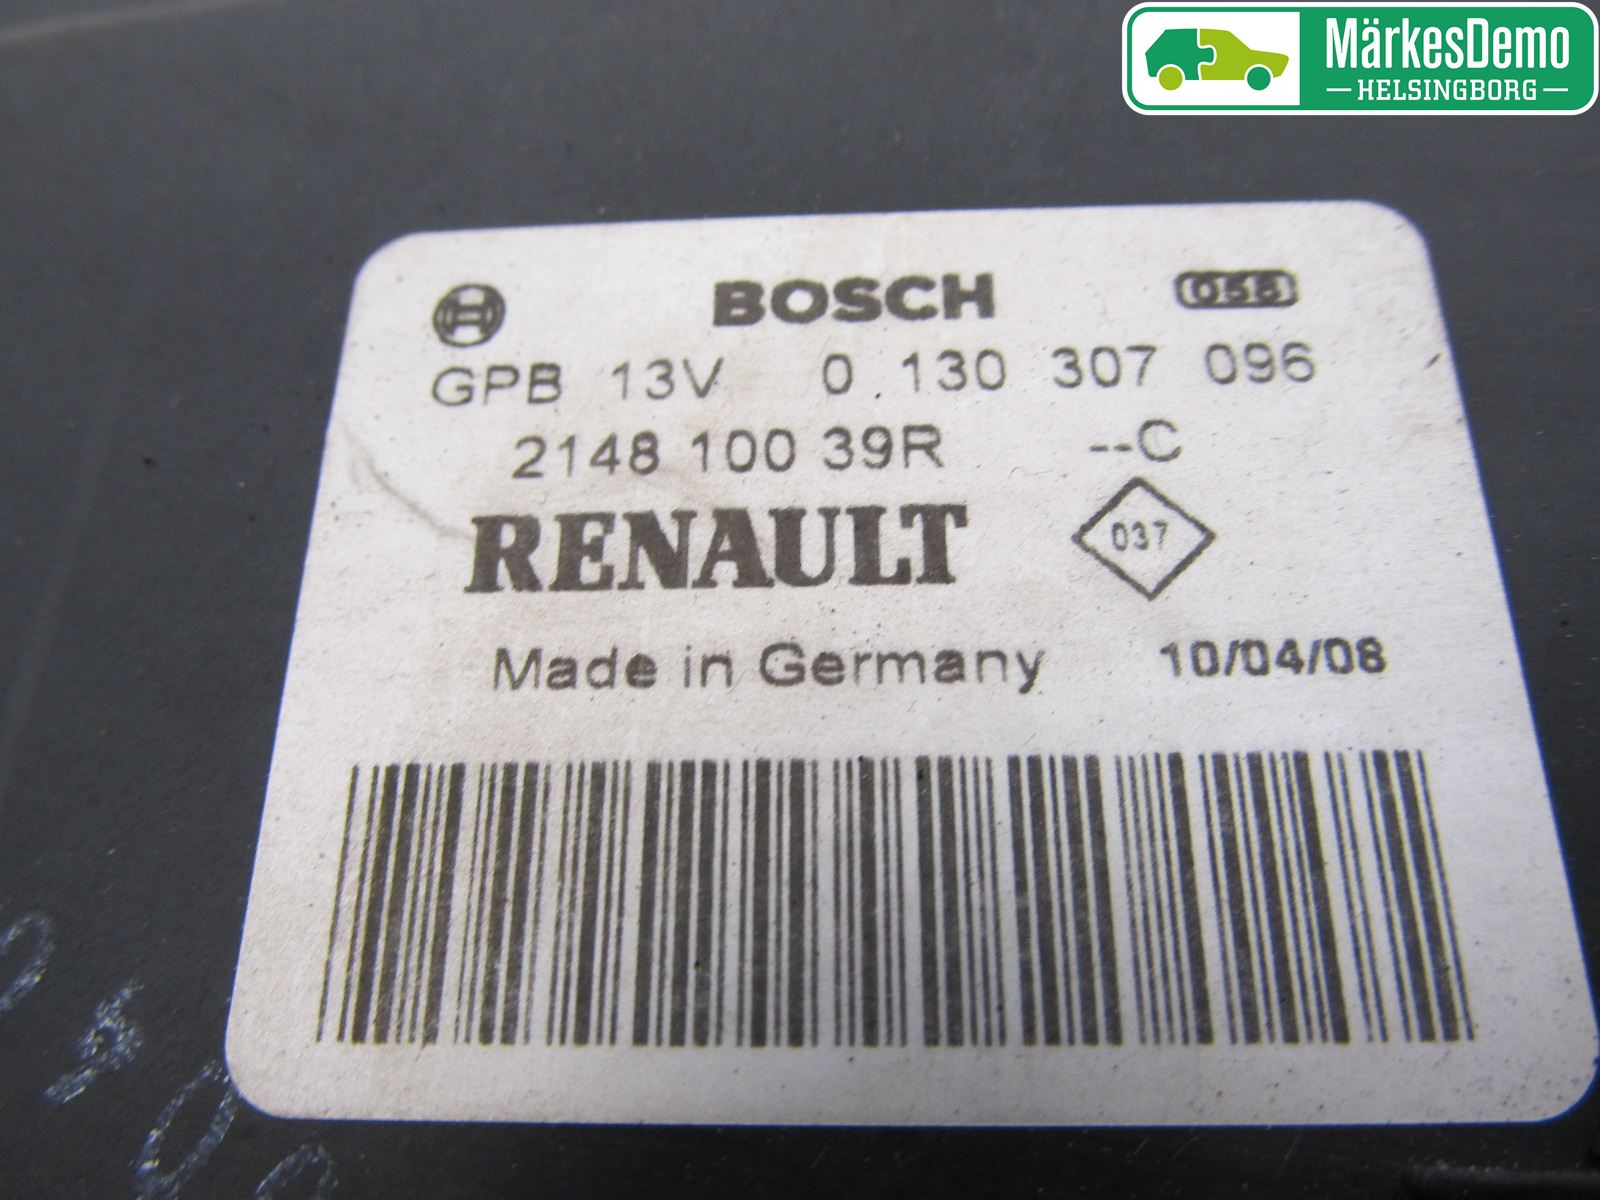 MärkesDemo
HELSINGBORG
BOSCH
GPB 13V 0 130 307 096
2148 100 39R --C
RENAULT 037
Made in Germany 10/04/08